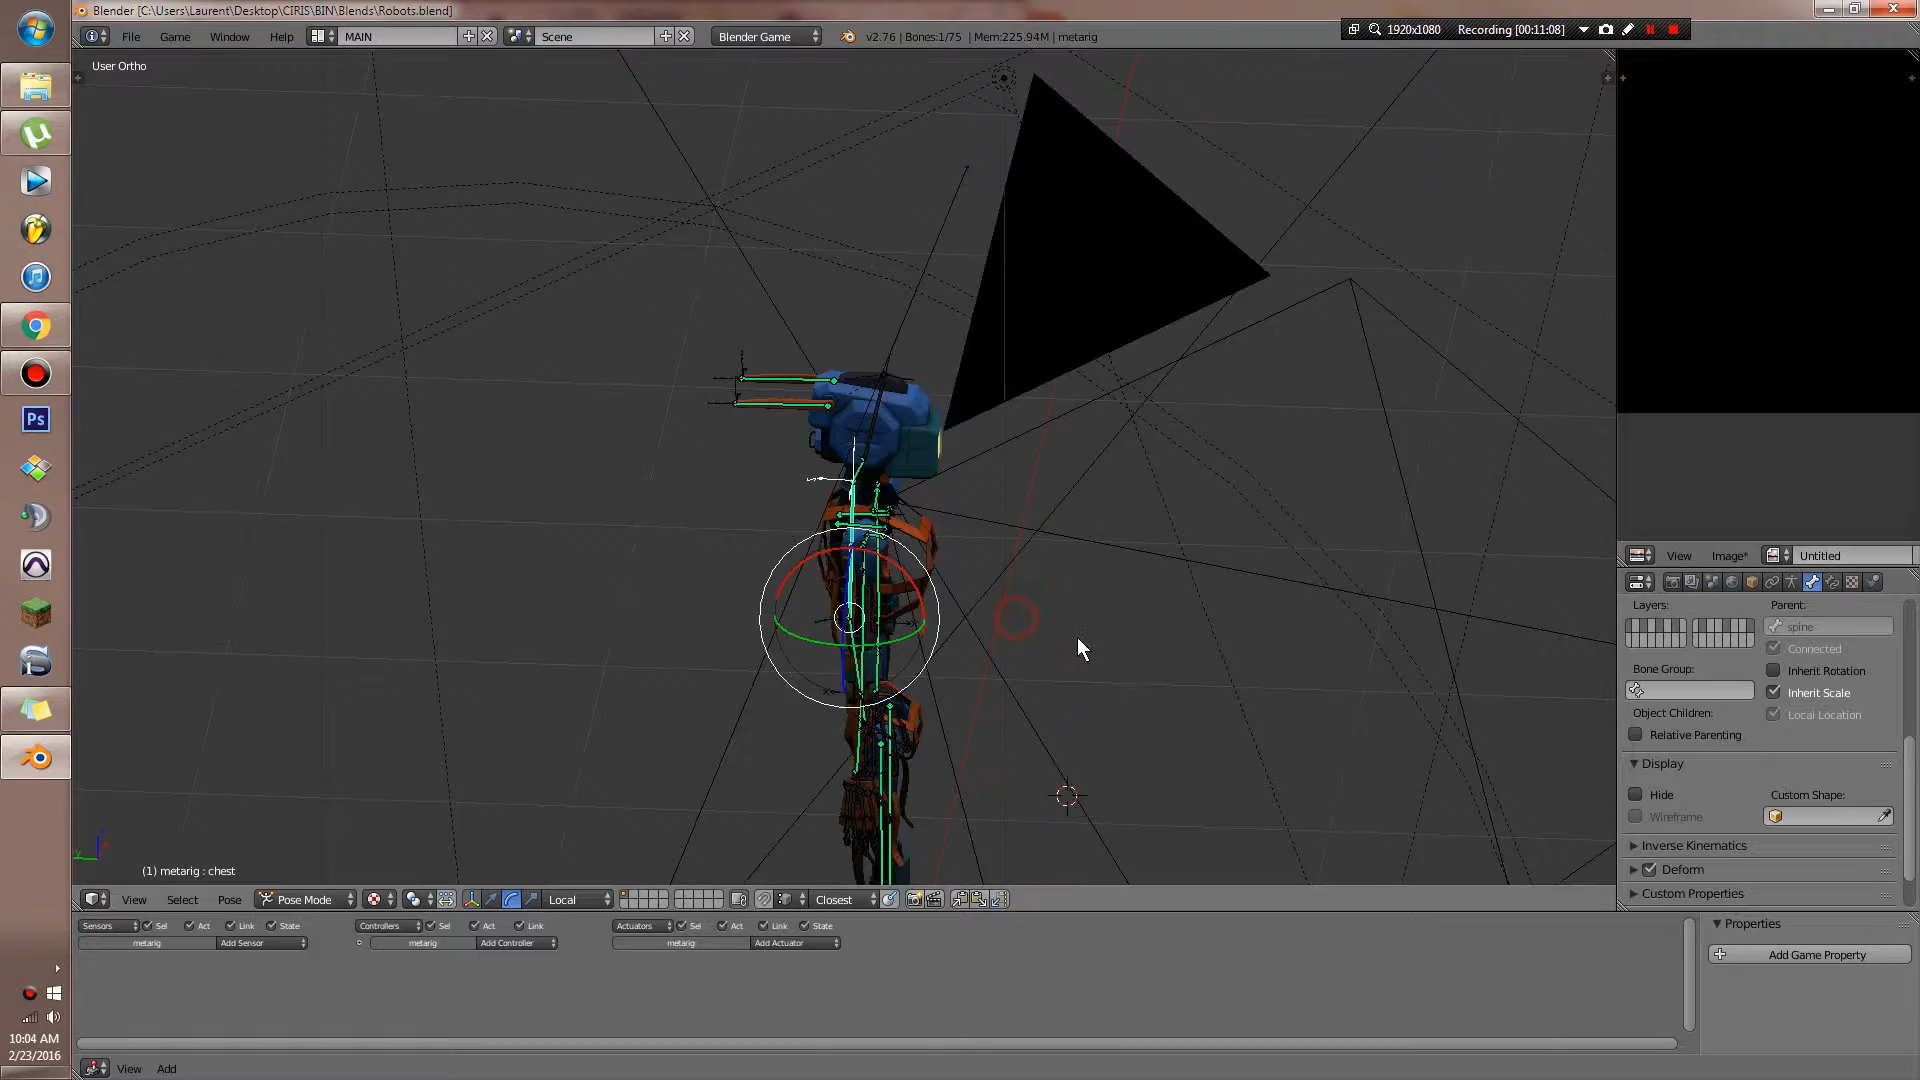 Blender [C:\Users\Laurent\Desktop\CIRIS\BIN\Blends\Robots.blend]
File Game Window Help MAIN Scene Blender Game v2.76 | Bones:1/75 | Mem:225.94M | metarig
1920x1080 Recording [00:11:08]
User Ortho
Ps
View Image* Untitled
Layers: Parent:
spine
Connected
Bone Group: Inherit Rotation
Inherit Scale
Object Children: Local Location
Relative Parenting
Display
Hide Custom Shape:
Wireframe
Inverse Kinematics
Deform
Custom Properties
(1) metarig : chest
View Select Pose Pose Mode Local Closest
Sensors Sel Act Link State Controllers Sel Act Link Actuators Sel Act Link State
metarig Add Sensor metarig Add Controller metarig Add Actuator
Properties
Add Game Property
10:04 AM
2/23/2016
View Add